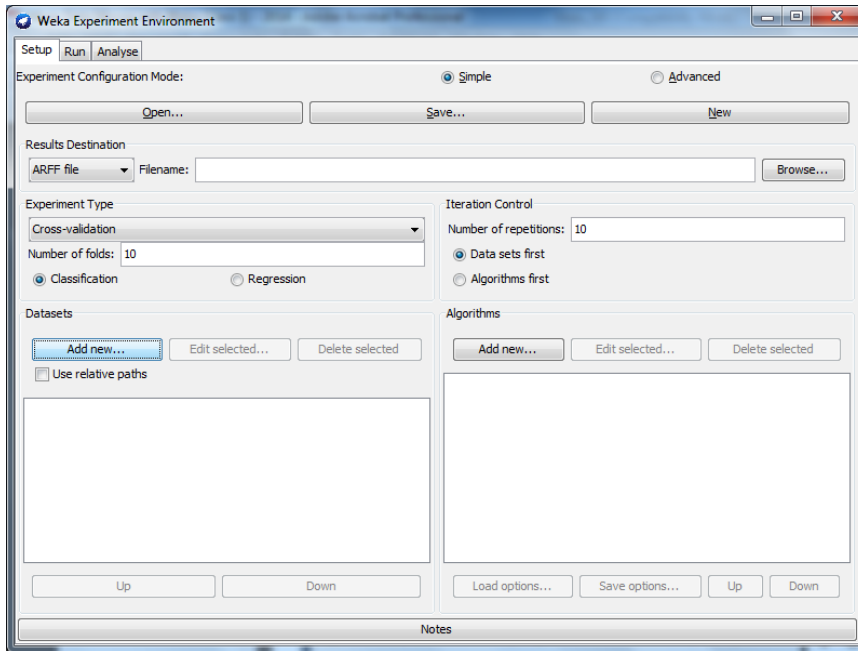 Weka Experiment Environment
Setup Run Analyse
Experiment Configuration Mode: Simple Advanced
Open... Save... New
Results Destination
ARFF file Filename: Browse...
Experiment Type
Cross-validation
Number of folds: 10
Classification Regression
Iteration Control
Number of repetitions: 10
Data sets first
Algorithms first
Datasets
Add new... Edit selected... Delete selected
Use relative paths
Up Down
Algorithms
Add new... Edit selected... Delete selected
Load options... Save options... Up Down
Notes